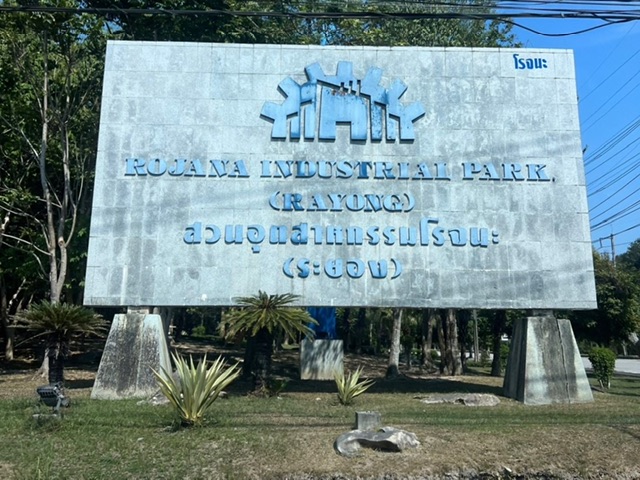 โรจนะ
ROJANA INDUSTRIAL PARK.
(RAYONG)
สวนอุตสาหกรรมโรจนะ
(ระยอง)